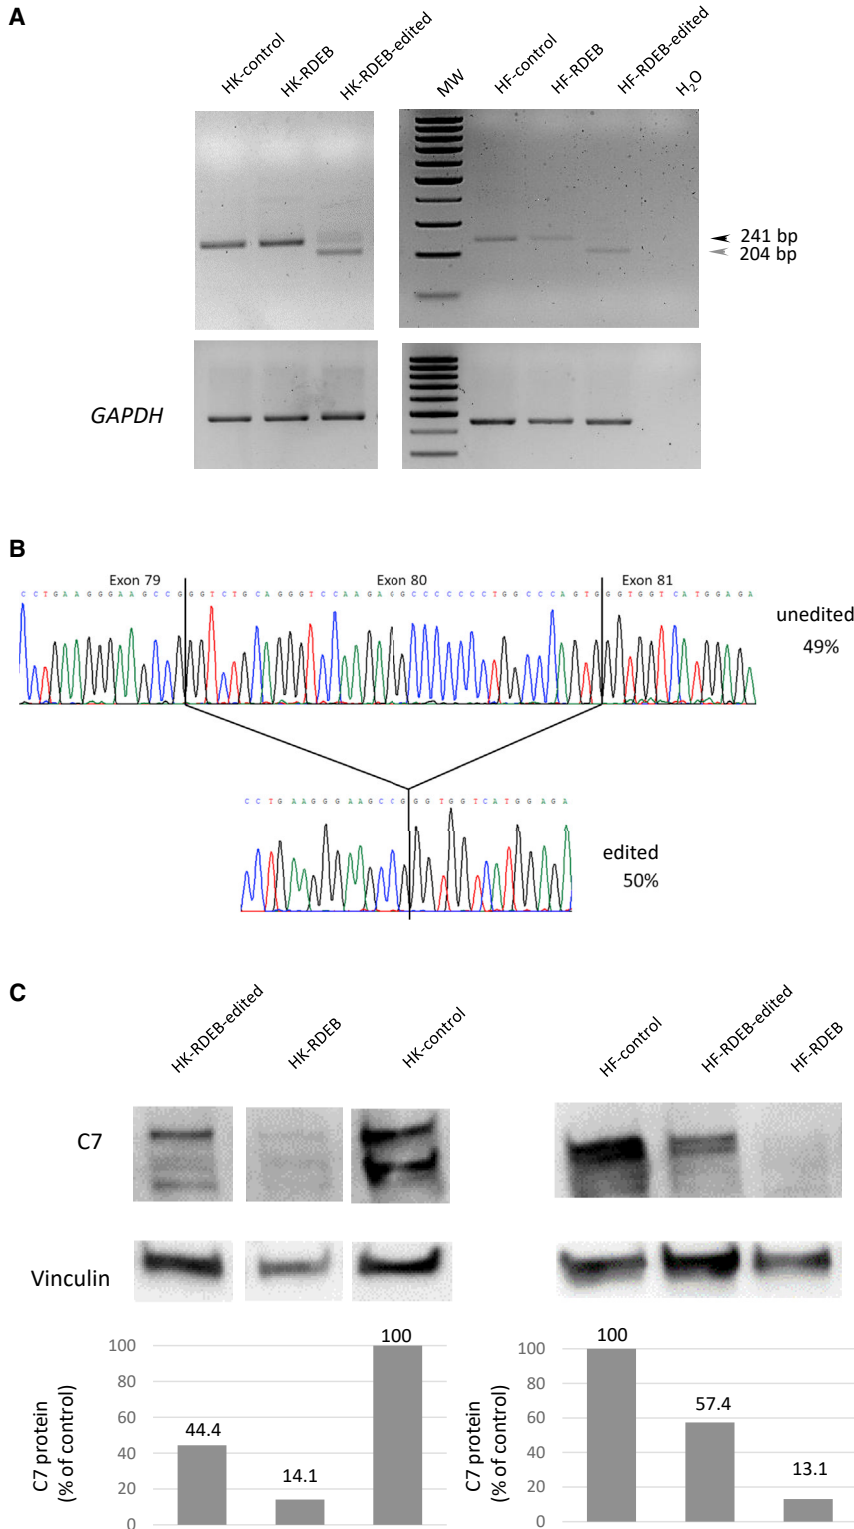 A
HK-control
HK-RDEB
HK-RDEB-edited
MW
HF-control
HF-RDEB
HF-RDEB-edited
H2O
241 bp
204 bp
GAPDH
B
Exon 79 Exon 80 Exon 81
C C T G A A G G G A A G C C G G G T C T G C A G G G T C C A A G A C G C C C C C C C T G G C C C A G T G G G T G G T C A T G G A G A
unedited
49%
C C T G A A G G G A A G C C G G G T G G T C A T G G A G A
edited
50%
C
HK-RDEB-edited
HK-RDEB
HK-control
HF-control
HF-RDEB-edited
HF-RDEB
C7
Vinculin
C7 protein
(% of control)
100
80
60
40
20
0
44.4
14.1
100
C7 protein
(% of control)
100
80
60
40
20
0
100
57.4
13.1